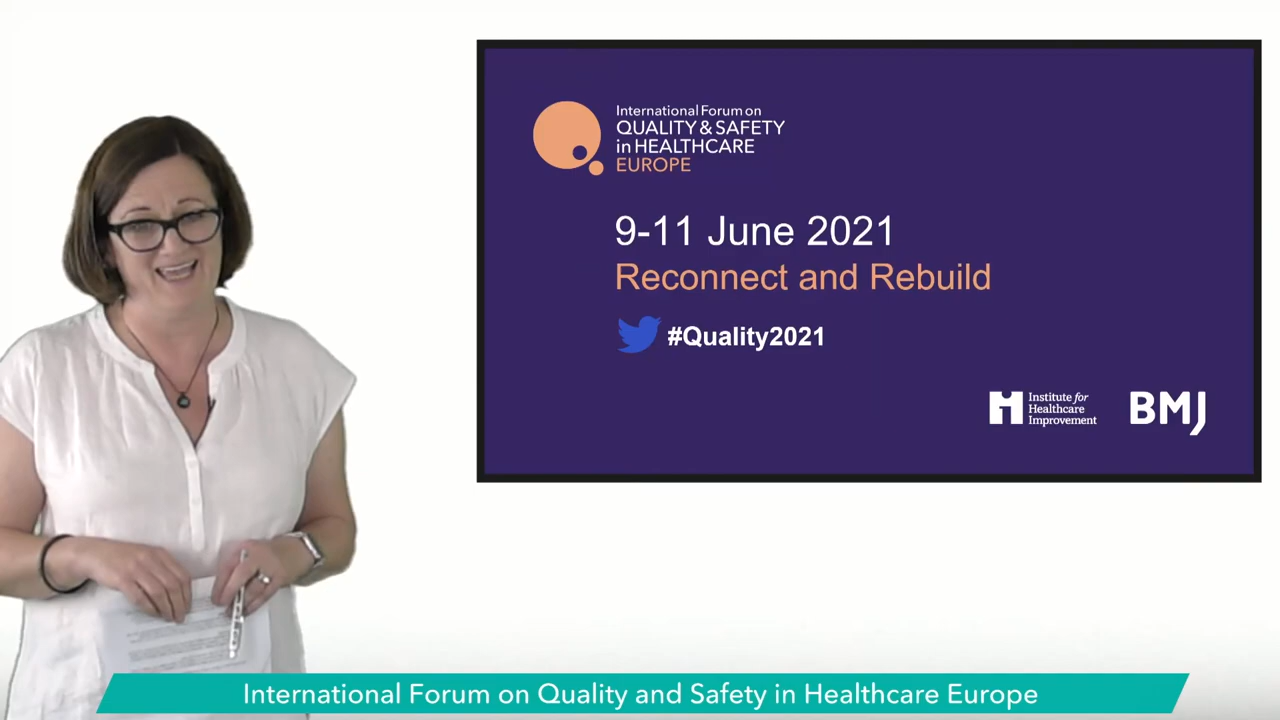 International Forum on
QUALITY & SAFETY
in HEALTHCARE
EUROPE
9-11 June 2021
Reconnect and Rebuild
#Quality2021
Institute for
Healthcare
Improvement
BMJ
International Forum on Quality and Safety in Healthcare Europe